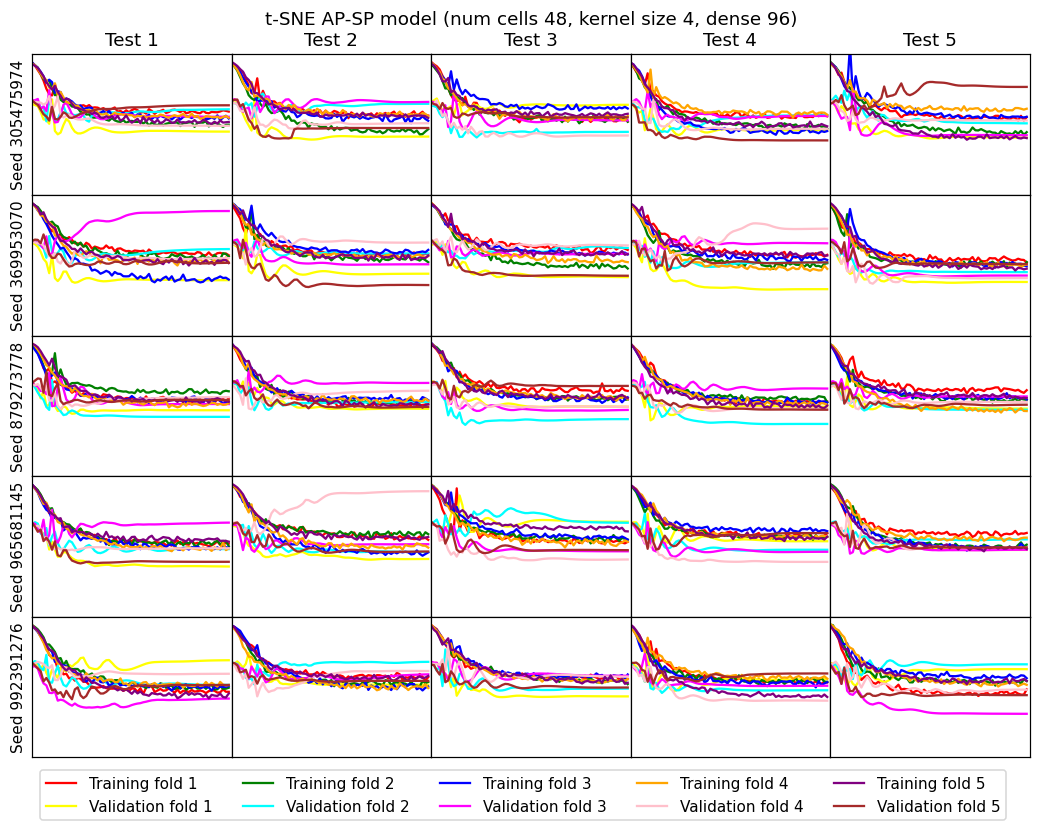 t-SNE AP-SP model (num cells 48, kernel size 4, dense 96)
Test 1 Test 2 Test 3 Test 4 Test 5
Seed 305475974
Seed 369953070
Seed 879273778
Seed 965681145
Seed 992391276
Training fold 1 Training fold 2 Training fold 3 Training fold 4 Training fold 5
Validation fold 1 Validation fold 2 Validation fold 3 Validation fold 4 Validation fold 5